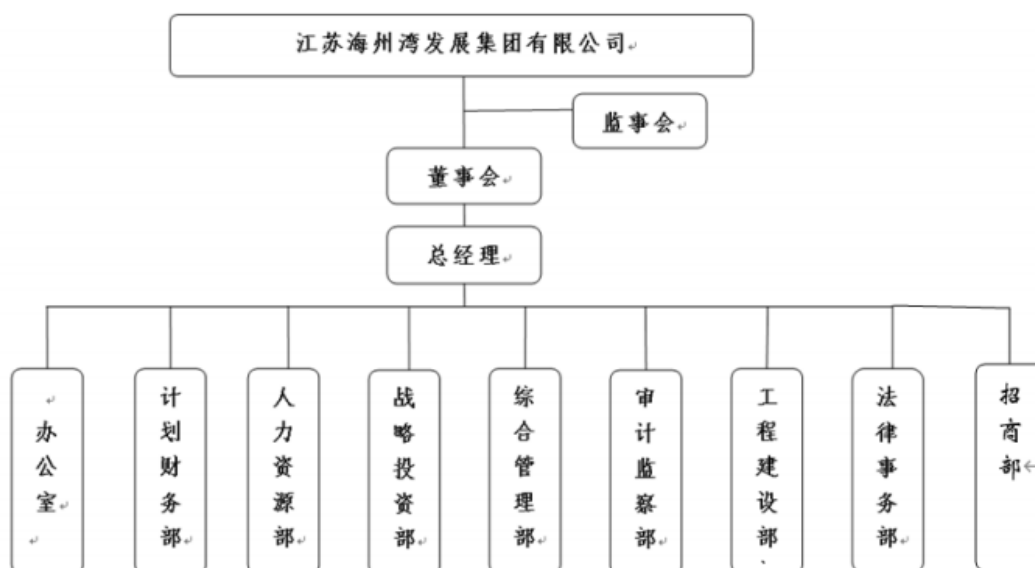 江苏海州湾发展集团有限公司
监事会
董事会
总经理
办公室
计划财务部
人力资源部
战略投资部
综合管理部
审计监察部
工程建设部
法律事务部
招商部